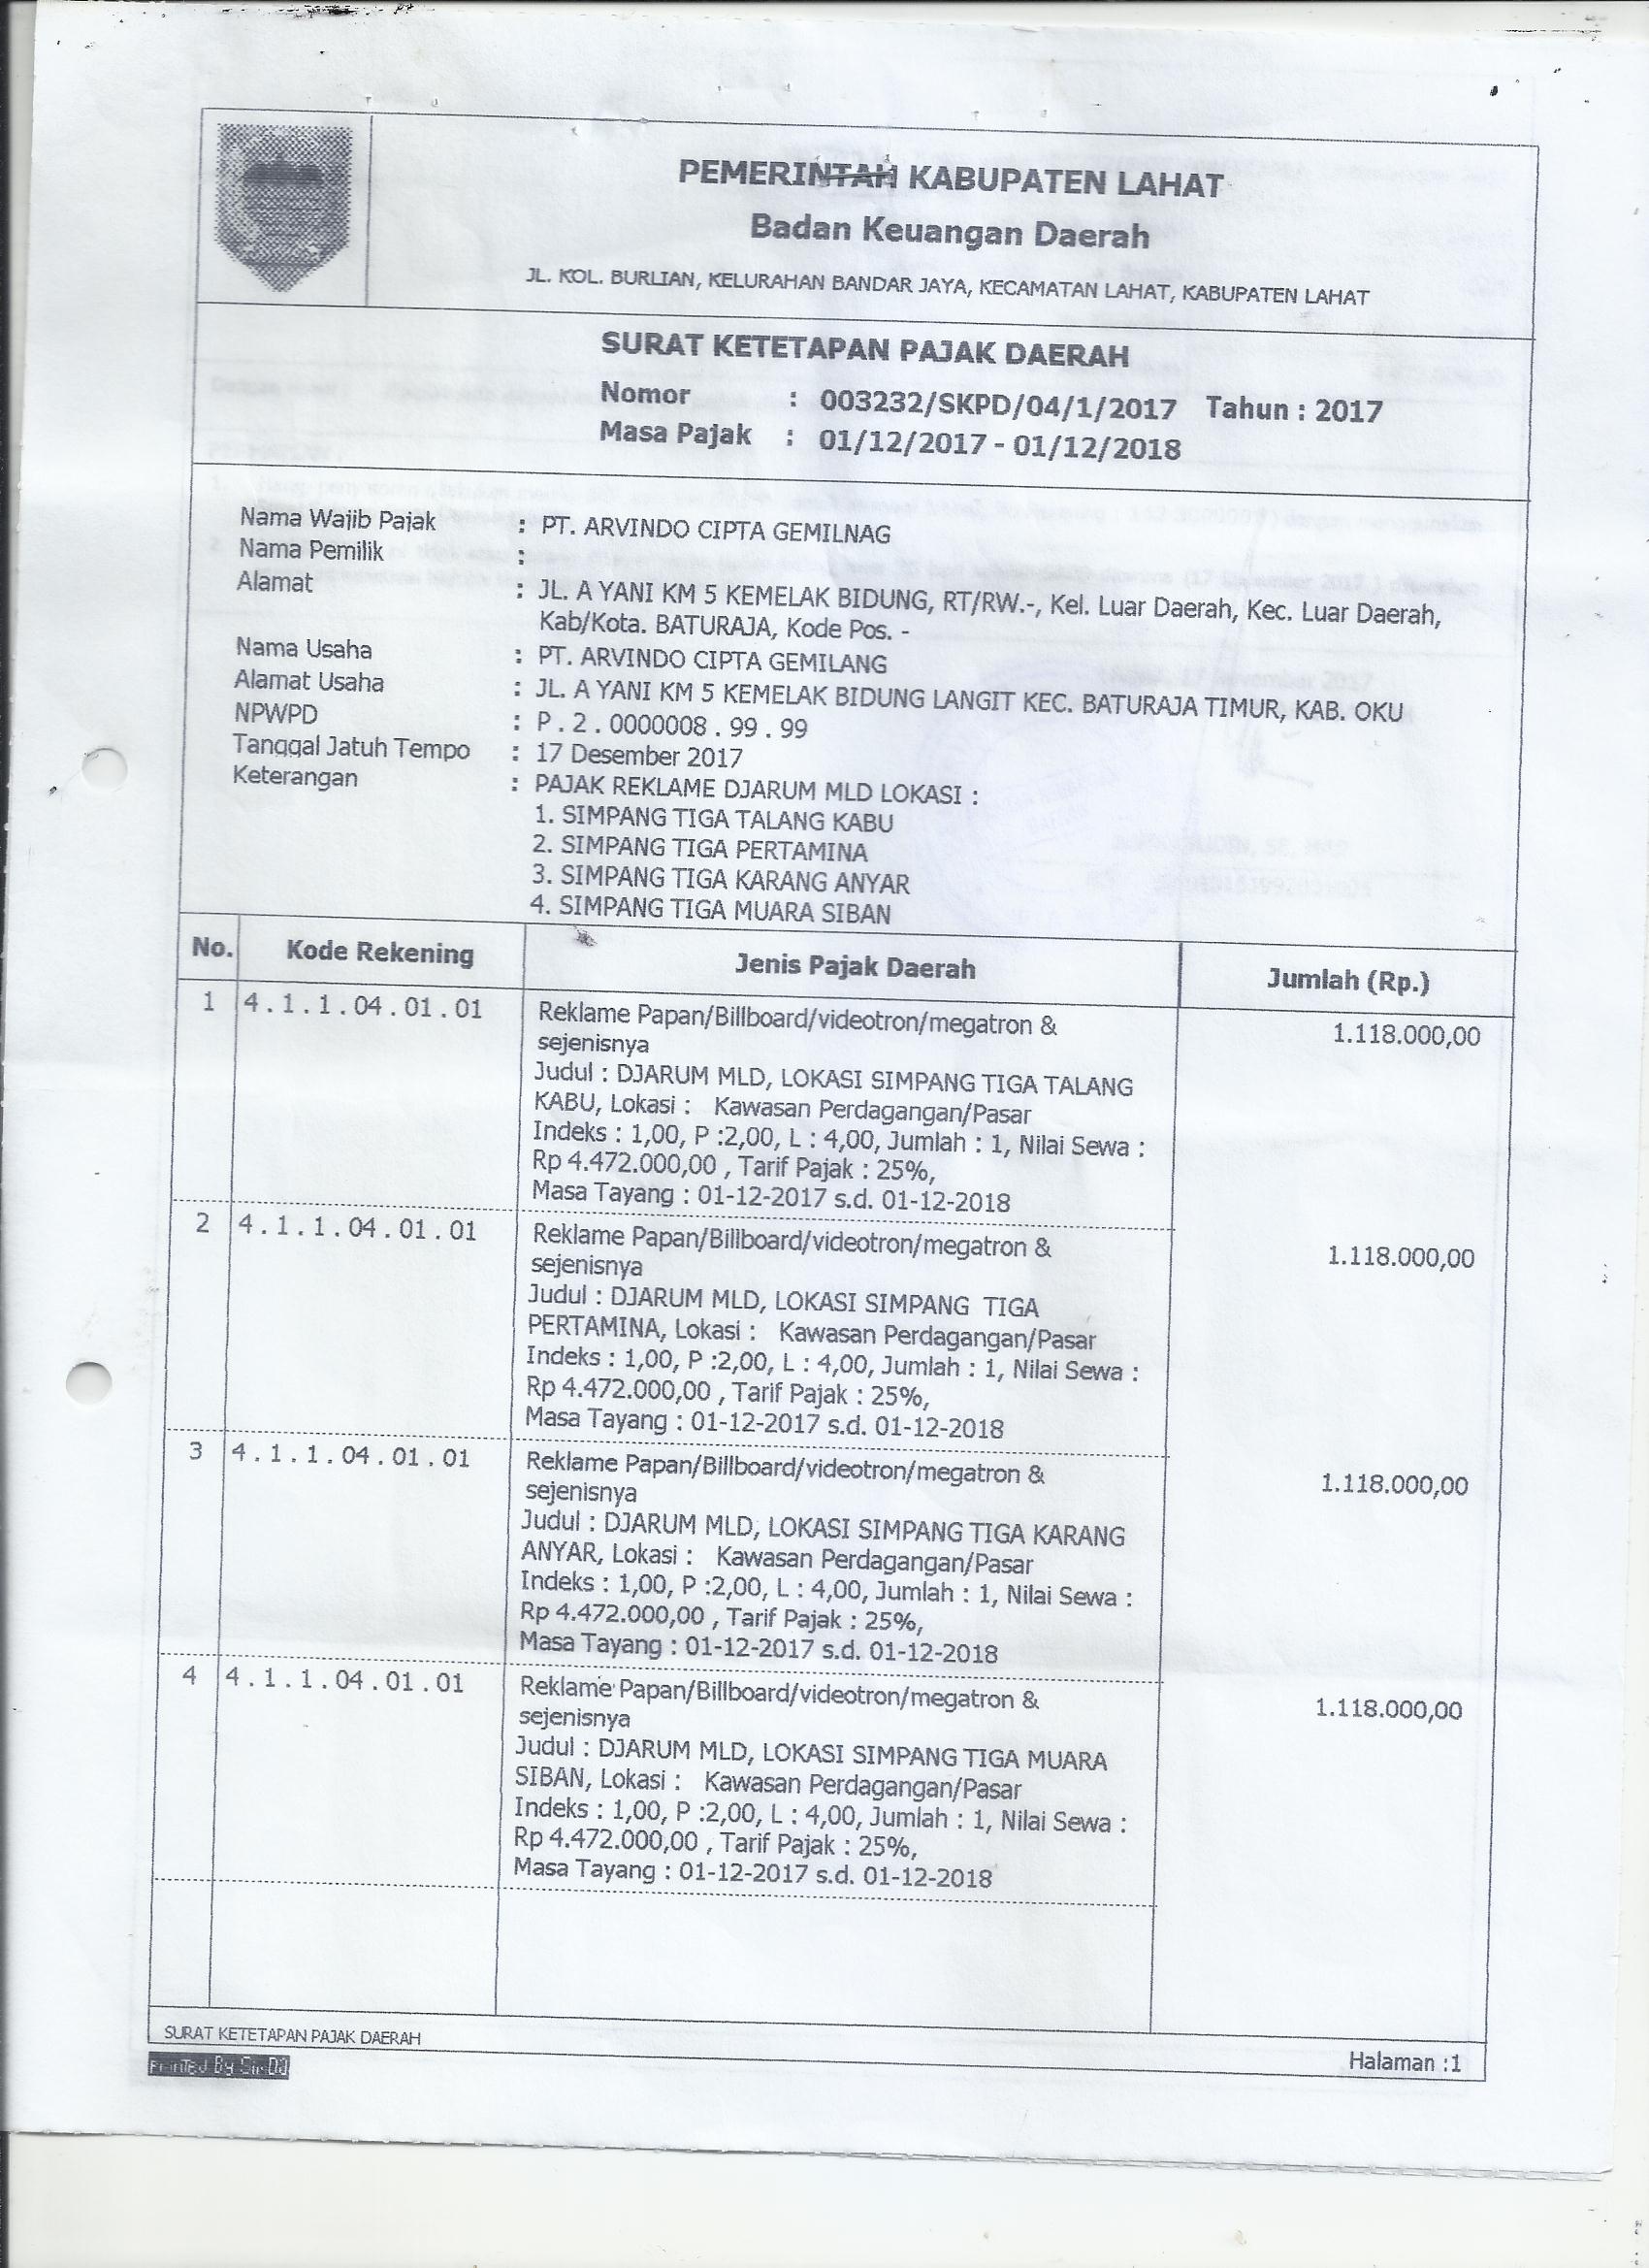 PEMERINTAH KABUPATEN LAHAT
Badan Keuangan Daerah
JL. KOL. BURLIAN, KELURAHAN BANDAR JAYA, KECAMATAN LAHAT, KABUPATEN LAHAT
SURAT KETETAPAN PAJAK DAERAH
Nomor : 003232/SKPD/04/1/2017 Tahun : 2017
Masa Pajak : 01/12/2017 - 01/12/2018
Nama Wajib Pajak : PT. ARVINDO CIPTA GEMILNAG
Nama Pemilik :
Alamat : JL. A YANI KM 5 KEMELAK BIDUNG, RT/RW.-, Kel. Luar Daerah, Kec. Luar Daerah,
Kab/Kota. BATURAJA, Kode Pos. -
Nama Usaha : PT. ARVINDO CIPTA GEMILANG
Alamat Usaha : JL. A YANI KM 5 KEMELAK BIDUNG LANGIT KEC. BATURAJA TIMUR, KAB. OKU
NPWPD : P . 2 . 0000008 . 99 . 99
Tanggal Jatuh Tempo : 17 Desember 2017
Keterangan : PAJAK REKLAME DJARUM MLD LOKASI :
1. SIMPANG TIGA TALANG KABU
2. SIMPANG TIGA PERTAMINA
3. SIMPANG TIGA KARANG ANYAR
4. SIMPANG TIGA MUARA SIBAN
No. Kode Rekening Jenis Pajak Daerah Jumlah (Rp.)
1 4 . 1 . 1 . 04 . 01 . 01 Reklame Papan/Billboard/videotron/megatron & 1.118.000,00
sejenisnya
Judul : DJARUM MLD, LOKASI SIMPANG TIGA TALANG
KABU, Lokasi : Kawasan Perdagangan/Pasar
Indeks : 1,00, P :2,00, L : 4,00, Jumlah : 1, Nilai Sewa :
Rp 4.472.000,00 , Tarif Pajak : 25%,
Masa Tayang : 01-12-2017 s.d. 01-12-2018
2 4 . 1 . 1 . 04 . 01 . 01 Reklame Papan/Billboard/videotron/megatron & 1.118.000,00
sejenisnya
Judul : DJARUM MLD, LOKASI SIMPANG TIGA
PERTAMINA, Lokasi : Kawasan Perdagangan/Pasar
Indeks : 1,00, P :2,00, L : 4,00, Jumlah : 1, Nilai Sewa :
Rp 4.472.000,00 , Tarif Pajak : 25%,
Masa Tayang : 01-12-2017 s.d. 01-12-2018
3 4 . 1 . 1 . 04 . 01 . 01 Reklame Papan/Billboard/videotron/megatron & 1.118.000,00
sejenisnya
Judul : DJARUM MLD, LOKASI SIMPANG TIGA KARANG
ANYAR, Lokasi : Kawasan Perdagangan/Pasar
Indeks : 1,00, P :2,00, L : 4,00, Jumlah : 1, Nilai Sewa :
Rp 4.472.000,00 , Tarif Pajak : 25%,
Masa Tayang : 01-12-2017 s.d. 01-12-2018
4 4 . 1 . 1 . 04 . 01 . 01 Reklame Papan/Billboard/videotron/megatron & 1.118.000,00
sejenisnya
Judul : DJARUM MLD, LOKASI SIMPANG TIGA MUARA
SIBAN, Lokasi : Kawasan Perdagangan/Pasar
Indeks : 1,00, P :2,00, L : 4,00, Jumlah : 1, Nilai Sewa :
Rp 4.472.000,00 , Tarif Pajak : 25%,
Masa Tayang : 01-12-2017 s.d. 01-12-2018
SURAT KETETAPAN PAJAK DAERAH
Halaman :1
Printed By